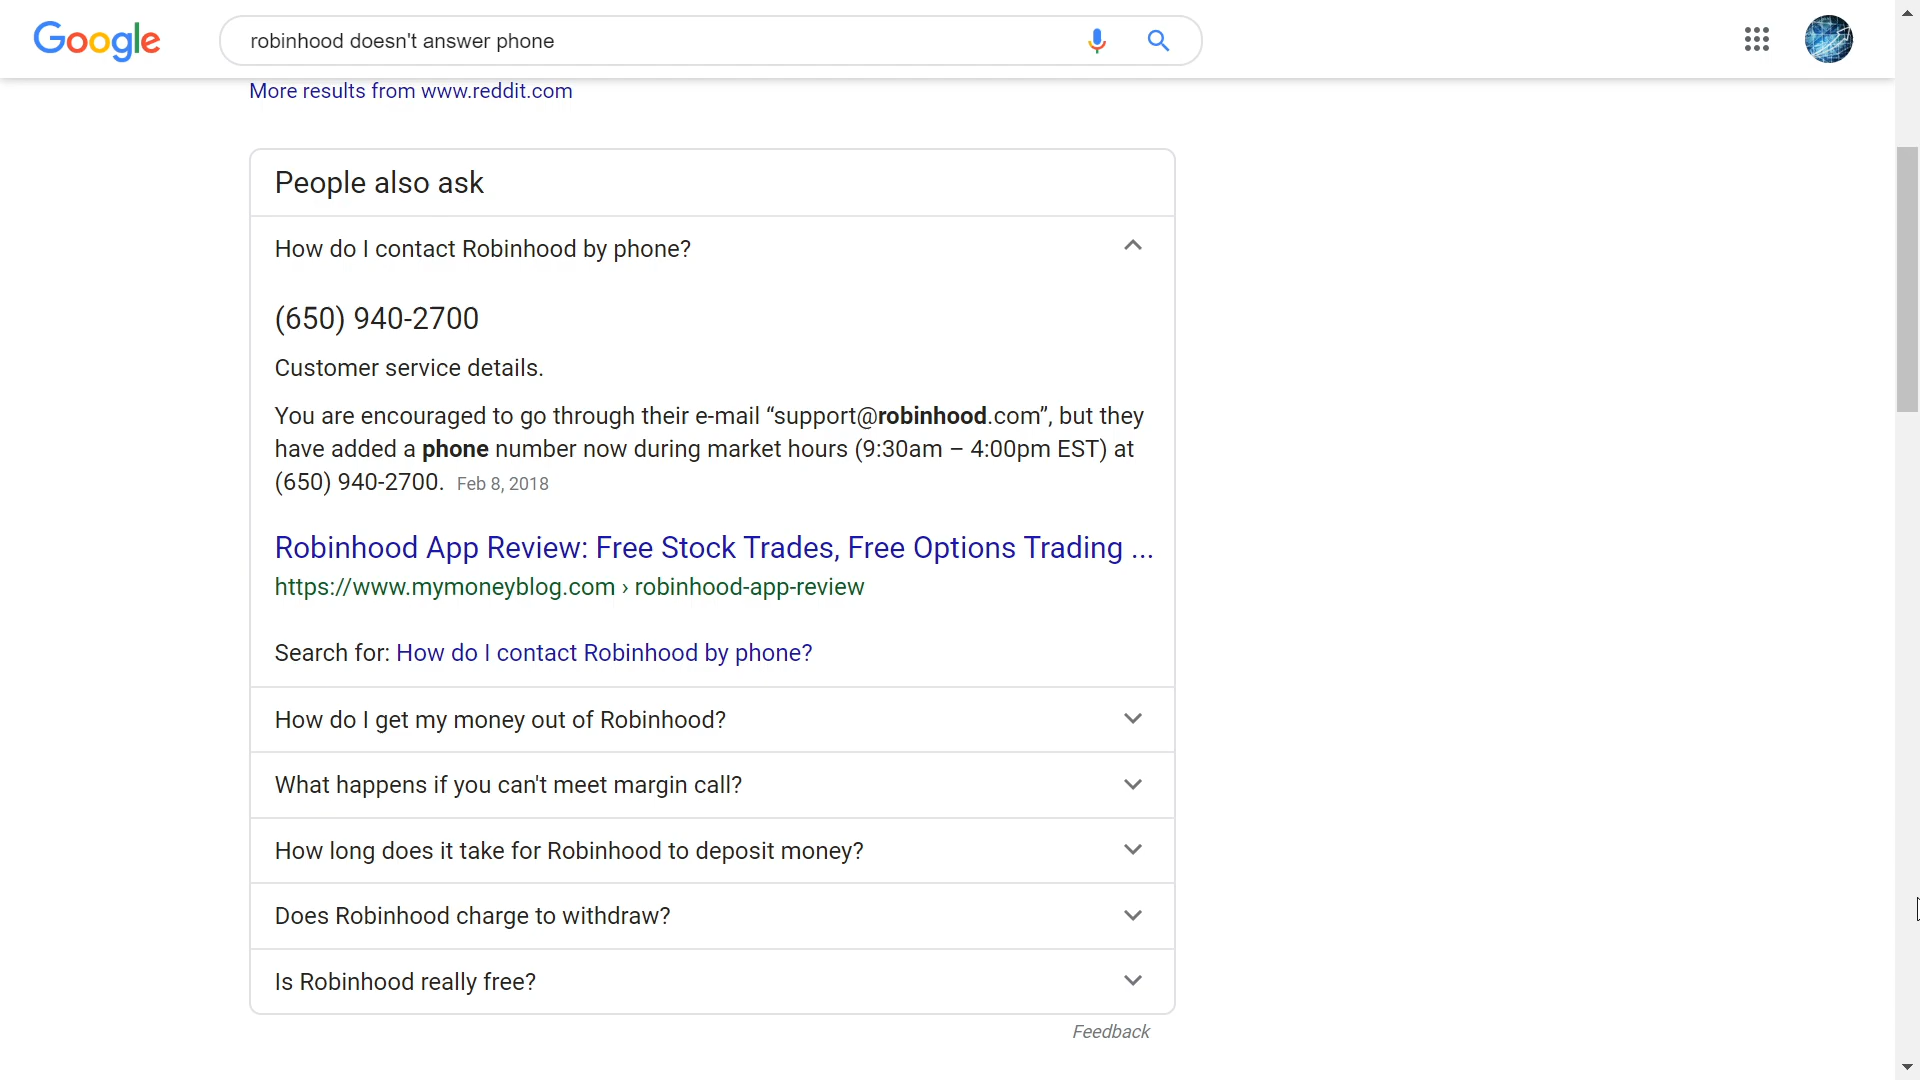 Google
robinhood doesn't answer phone
More results from www.reddit.com
People also ask
How do I contact Robinhood by phone?
(650) 940-2700
Customer service details.
You are encouraged to go through their e-mail “support@robinhood.com”, but they
have added a phone number now during market hours (9:30am – 4:00pm EST) at
(650) 940-2700. Feb 8, 2018
Robinhood App Review: Free Stock Trades, Free Options Trading ...
https://www.mymoneyblog.com › robinhood-app-review
Search for: How do I contact Robinhood by phone?
How do I get my money out of Robinhood?
What happens if you can't meet margin call?
How long does it take for Robinhood to deposit money?
Does Robinhood charge to withdraw?
Is Robinhood really free?
Feedback